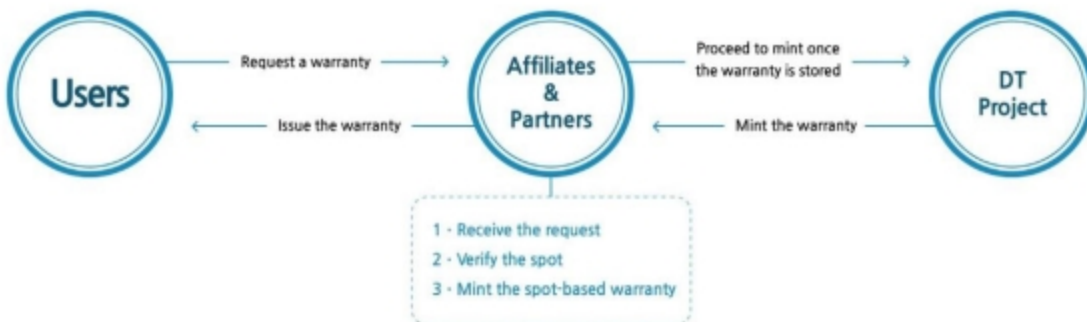 Users
Request a warranty
Issue the warranty
Affiliates
&
Partners
Proceed to mint once
the warranty is stored
Mint the warranty
DT
Project
1 - Receive the request
2 - Verify the spot
3 - Mint the spot-based warranty